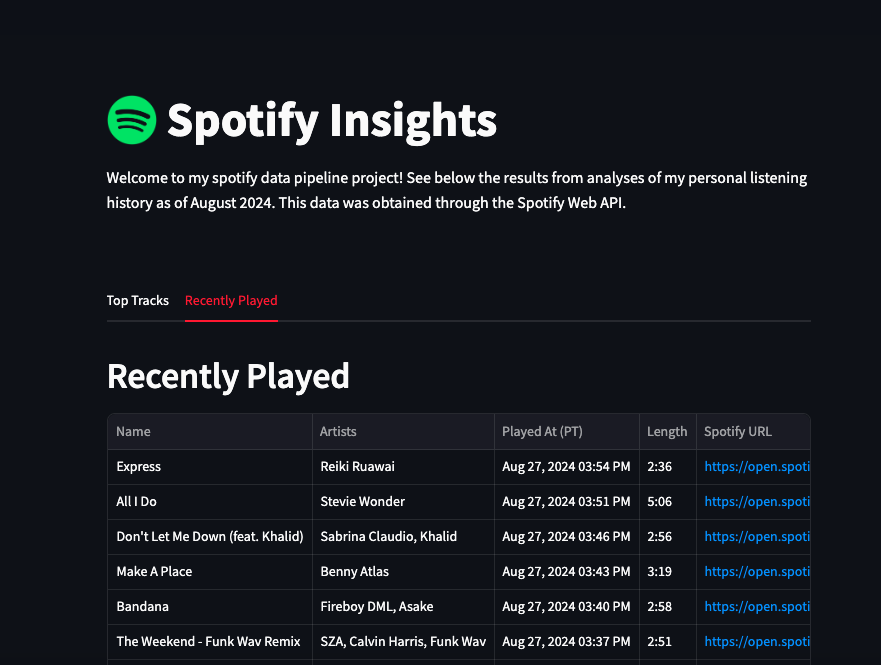 Spotify Insights
Welcome to my spotify data pipeline project! See below the results from analyses of my personal listening
history as of August 2024. This data was obtained through the Spotify Web API.
Top Tracks Recently Played
Recently Played
Name Artists Played At (PT) Length Spotify URL
Express Reiki Ruawai Aug 27, 2024 03:54 PM 2:36 https://open.spoti
All I Do Stevie Wonder Aug 27, 2024 03:51 PM 5:06 https://open.spoti
Don't Let Me Down (feat. Khalid) Sabrina Claudio, Khalid Aug 27, 2024 03:46 PM 2:56 https://open.spoti
Make A Place Benny Atlas Aug 27, 2024 03:43 PM 3:19 https://open.spoti
Bandana Fireboy DML, Asake Aug 27, 2024 03:40 PM 2:58 https://open.spoti
The Weekend - Funk Wav Remix SZA, Calvin Harris, Funk Wav Aug 27, 2024 03:37 PM 2:51 https://open.spoti